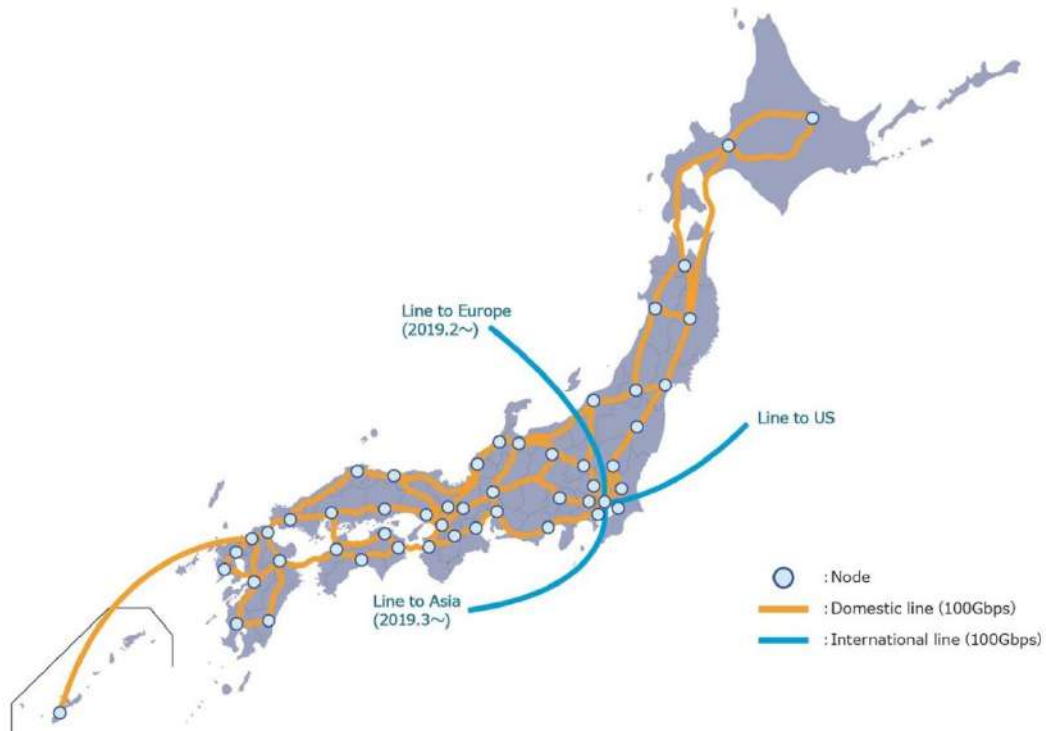 Line to Europe
(2019.2～)
Line to US
Line to Asia
(2019.3～)
: Node
: Domestic line (100Gbps)
: International line (100Gbps)